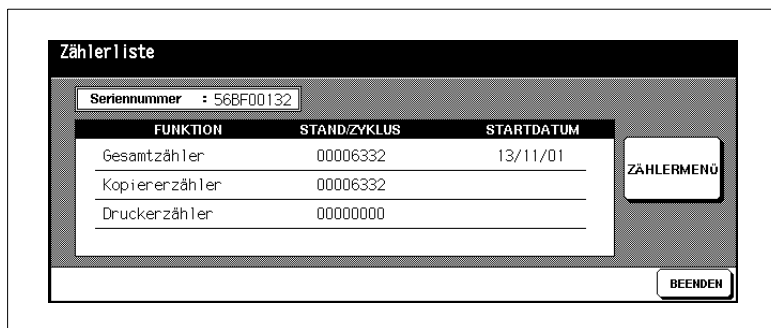 Zählerliste
Seriennummer : 56BF00132
FUNKTION STAND/ZYKLUS STARTDATUM
Gesamtzähler 00006332 13/11/01
Kopiererzähler 00006332
Druckerzähler 00000000
ZÄHLERMENÜ
BEENDEN